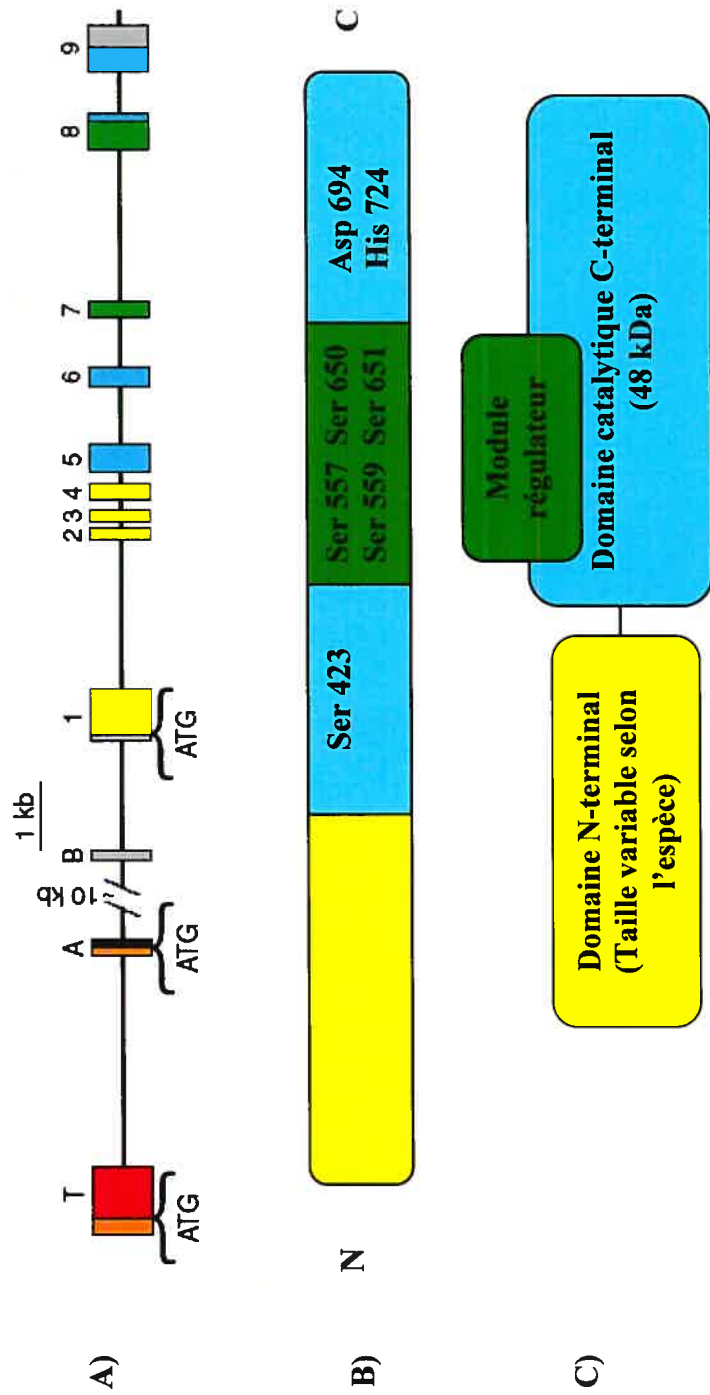 A)
T
A
~10 kb
B
1 kb
1
2
3
4
5
6
7
8
9
ATG
ATG
ATG
B)
N
C
Ser 423
Ser 557 Ser 650
Ser 559 Ser 651
Asp 694
His 724
C)
Domaine N-terminal
(Taille variable selon
l'espèce)
Module
régulateur
Domaine catalytique C-terminal
(48 kDa)